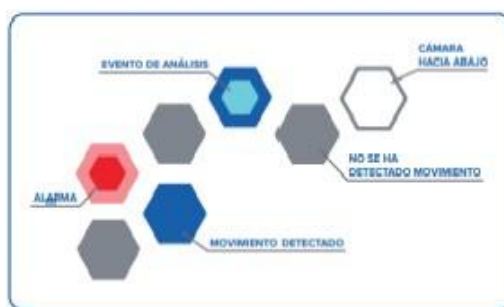 CÁMARA
HACIA ABAJO
EVENTO DE ANÁLISIS
NO SE HA
DETECTADO MOVIMIENTO
ALARMA
MOVIMIENTO DETECTADO